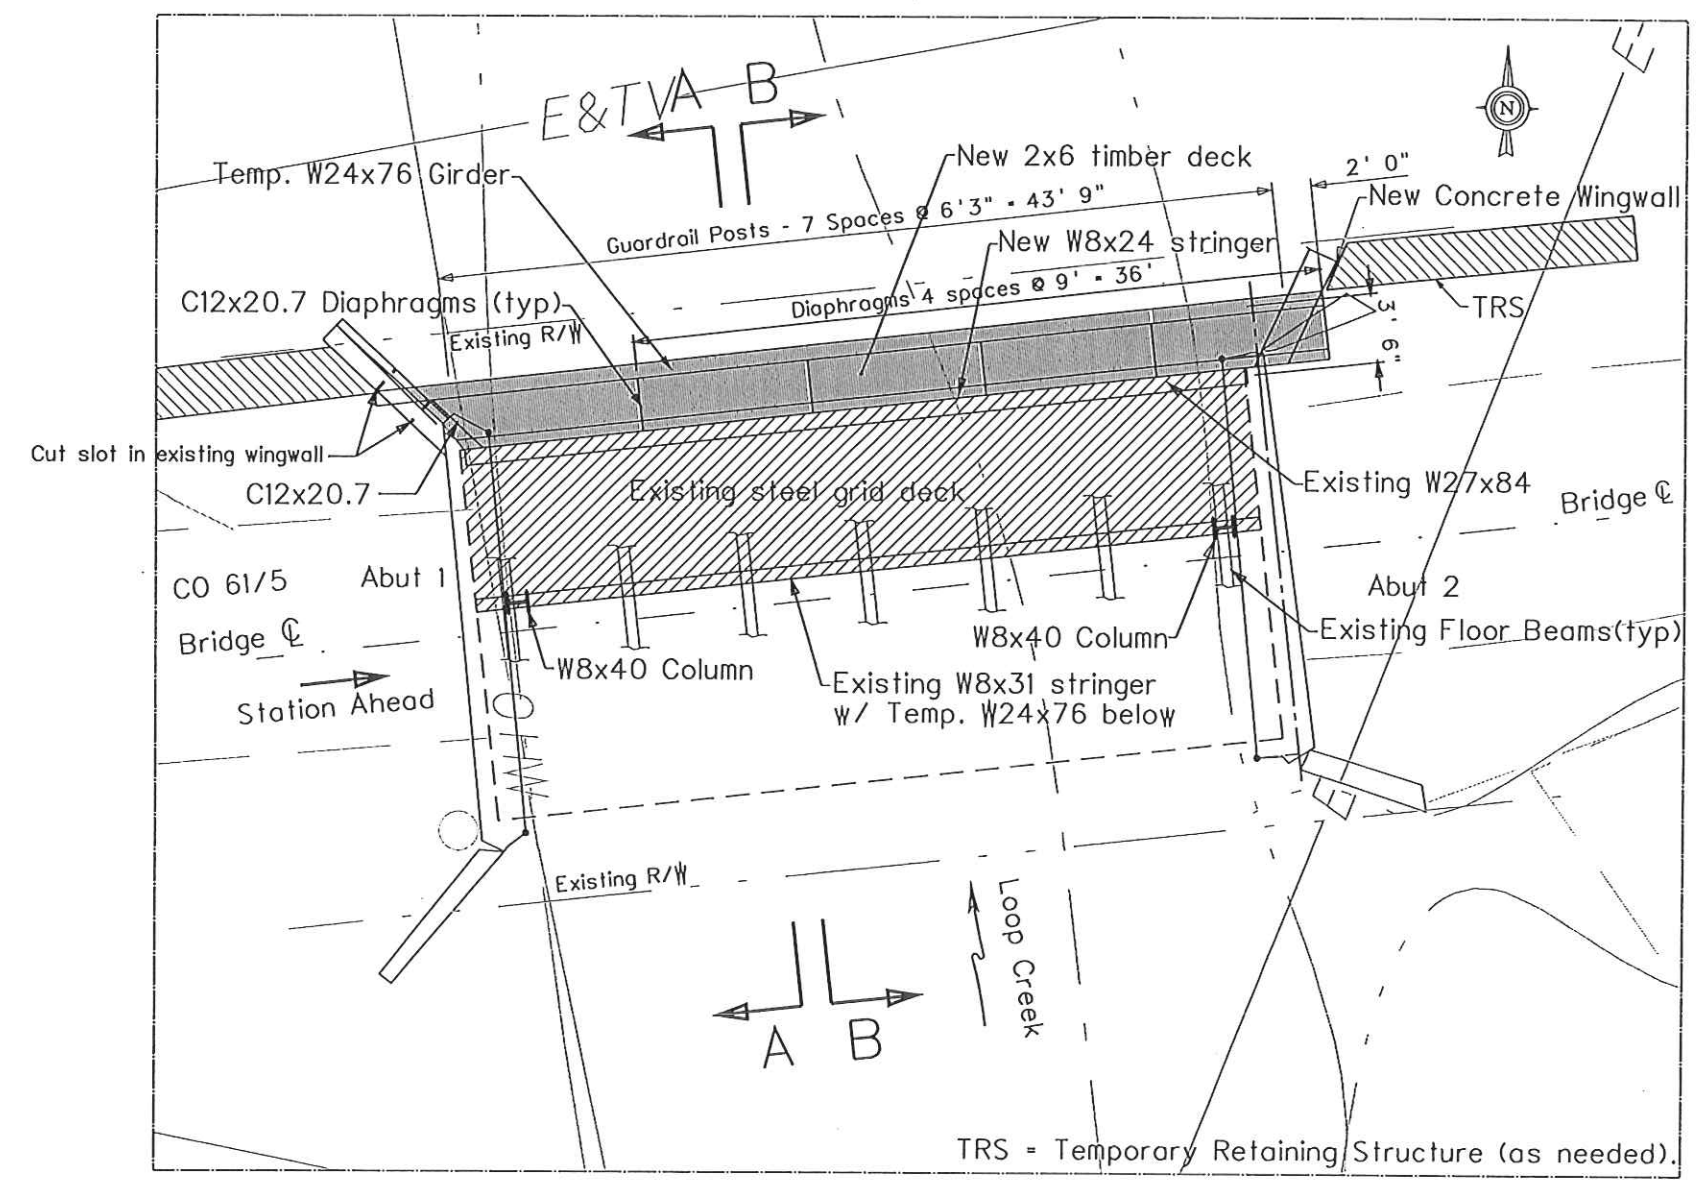 E&TV
A B
N
Temp. W24x76 Girder
New 2x6 timber deck
2' 0"
New Concrete Wingwall
Guardrail Posts - 7 Spaces @ 6'3" = 43' 9"
New W8x24 stringer
C12x20.7 Diaphragms (typ)
Diaphragms 4 spaces @ 9' = 36'
TRS
Existing R/W
3' 6"
Cut slot in existing wingwall
C12x20.7
Existing steel grid deck
Existing W27x84
Bridge ℄
CO 61/5
Abut 1
Abut 2
Bridge ℄
W8x40 Column
W8x40 Column
Existing Floor Beams(typ)
Station Ahead
Existing W8x31 stringer
w/ Temp. W24x76 below
Existing R/W
Loop Creek
A B
TRS = Temporary Retaining Structure (as needed).